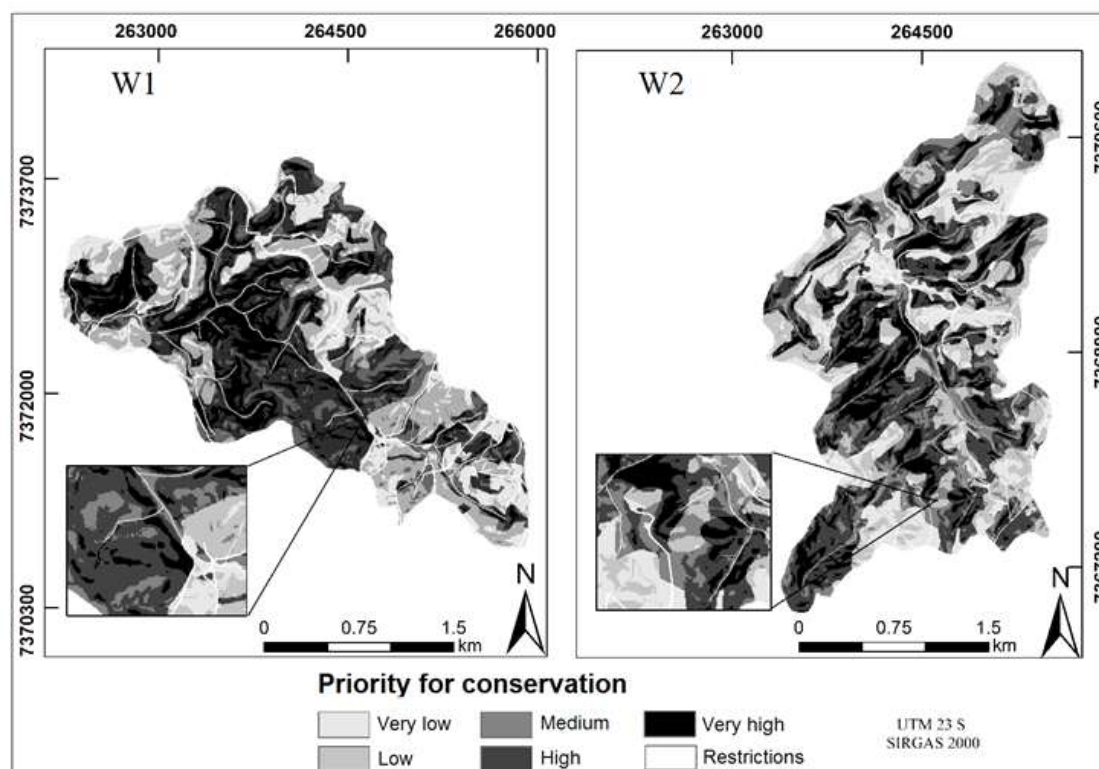 263000 264500 266000
263000 264500
W1
W2
7373700
7372000
7370300
N
0 0.75 1.5
km
N
0 0.75 1.5
km
Priority for conservation
Very low
Medium
Very high
Low
High
Restrictions
UTM 23 S
SIRGAS 2000